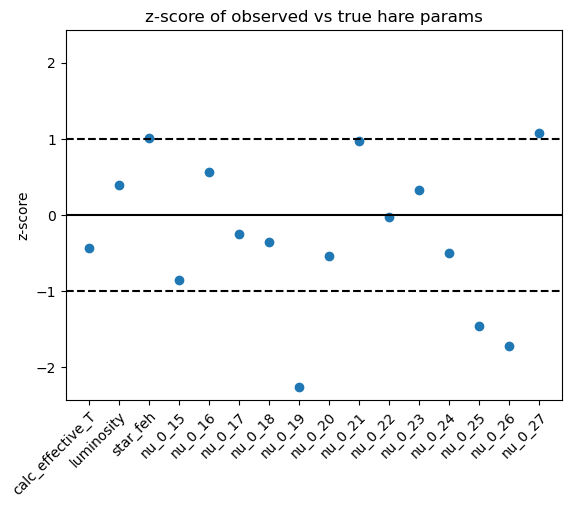 z-score of observed vs true hare params
2
1
0
−1
−2
z-score
calc_effective_T
luminosity
star_feh
nu_0_15
nu_0_16
nu_0_17
nu_0_18
nu_0_19
nu_0_20
nu_0_21
nu_0_22
nu_0_23
nu_0_24
nu_0_25
nu_0_26
nu_0_27